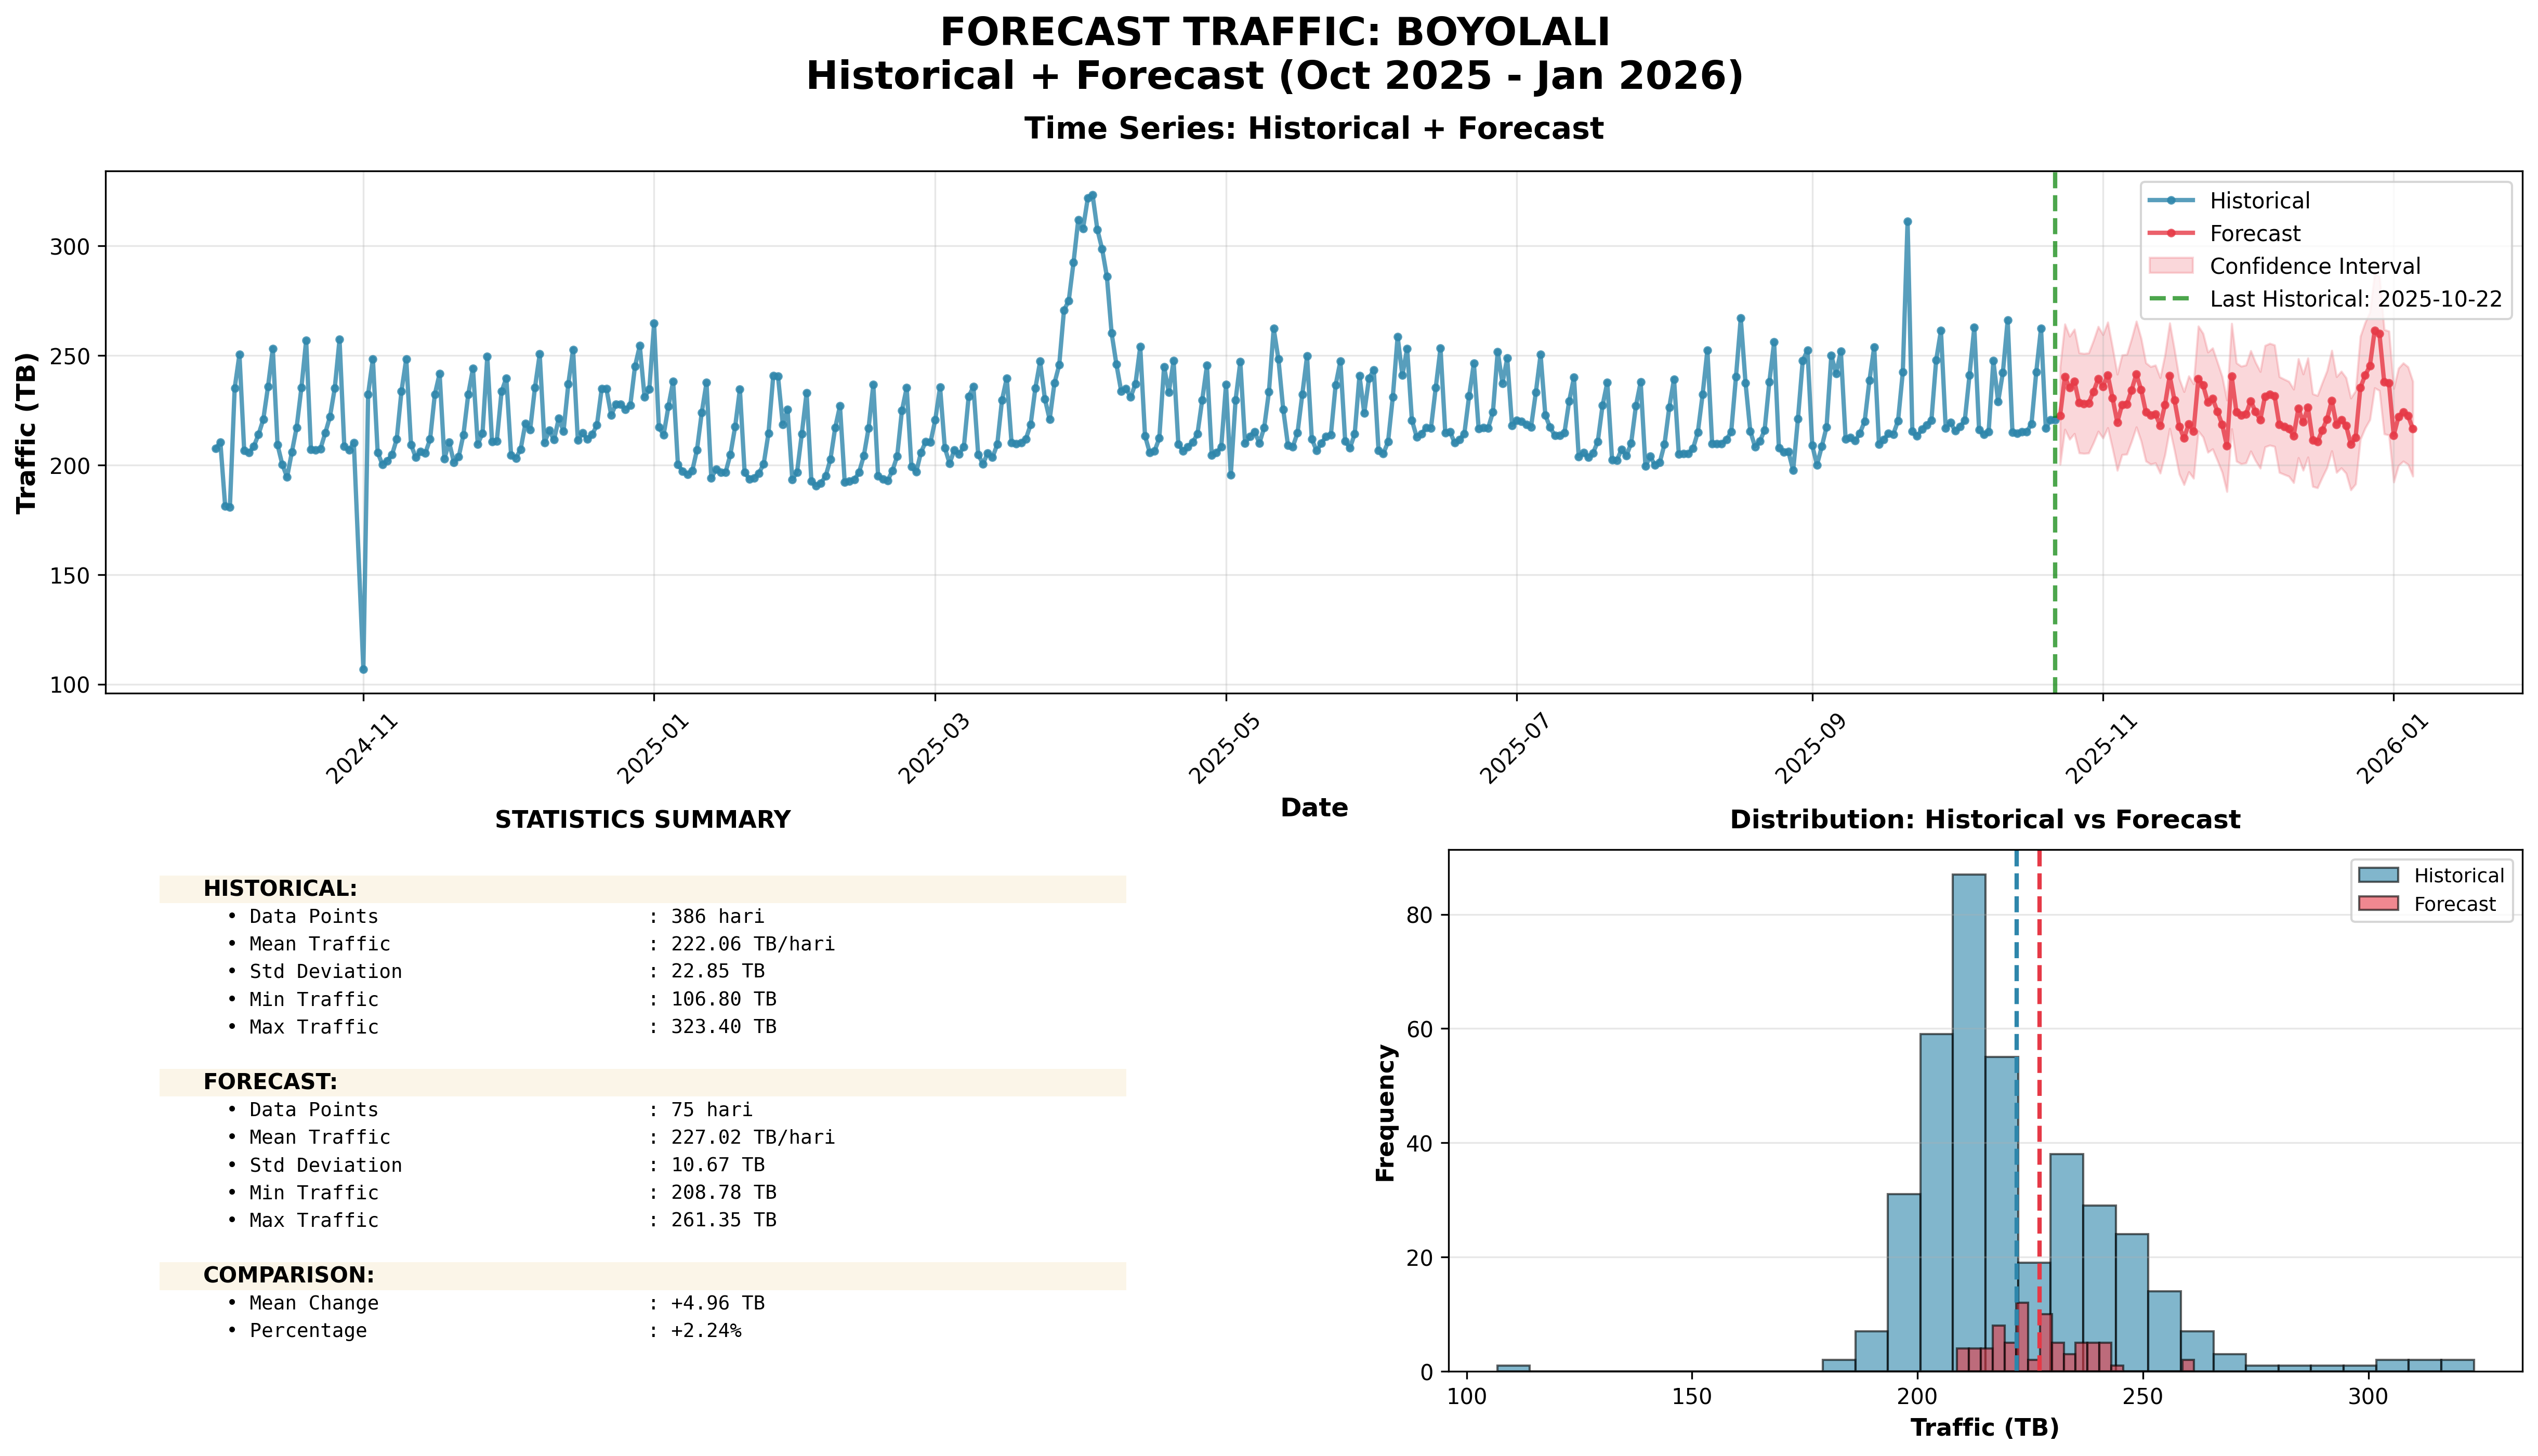 FORECAST TRAFFIC: BOYOLALI
Historical + Forecast (Oct 2025 - Jan 2026)
Time Series: Historical + Forecast
Traffic (TB)
300
250
200
150
100
Historical
Forecast
Confidence Interval
Last Historical: 2025-10-22
2024-11
2025-01
2025-03
2025-05
2025-07
2025-09
2025-11
2026-01
Date
STATISTICS SUMMARY
HISTORICAL:
• Data Points : 386 hari
• Mean Traffic : 222.06 TB/hari
• Std Deviation : 22.85 TB
• Min Traffic : 106.80 TB
• Max Traffic : 323.40 TB
FORECAST:
• Data Points : 75 hari
• Mean Traffic : 227.02 TB/hari
• Std Deviation : 10.67 TB
• Min Traffic : 208.78 TB
• Max Traffic : 261.35 TB
COMPARISON:
• Mean Change : +4.96 TB
• Percentage : +2.24%
Distribution: Historical vs Forecast
Frequency
80
60
40
20
0
Historical
Forecast
100
150
200
250
300
Traffic (TB)